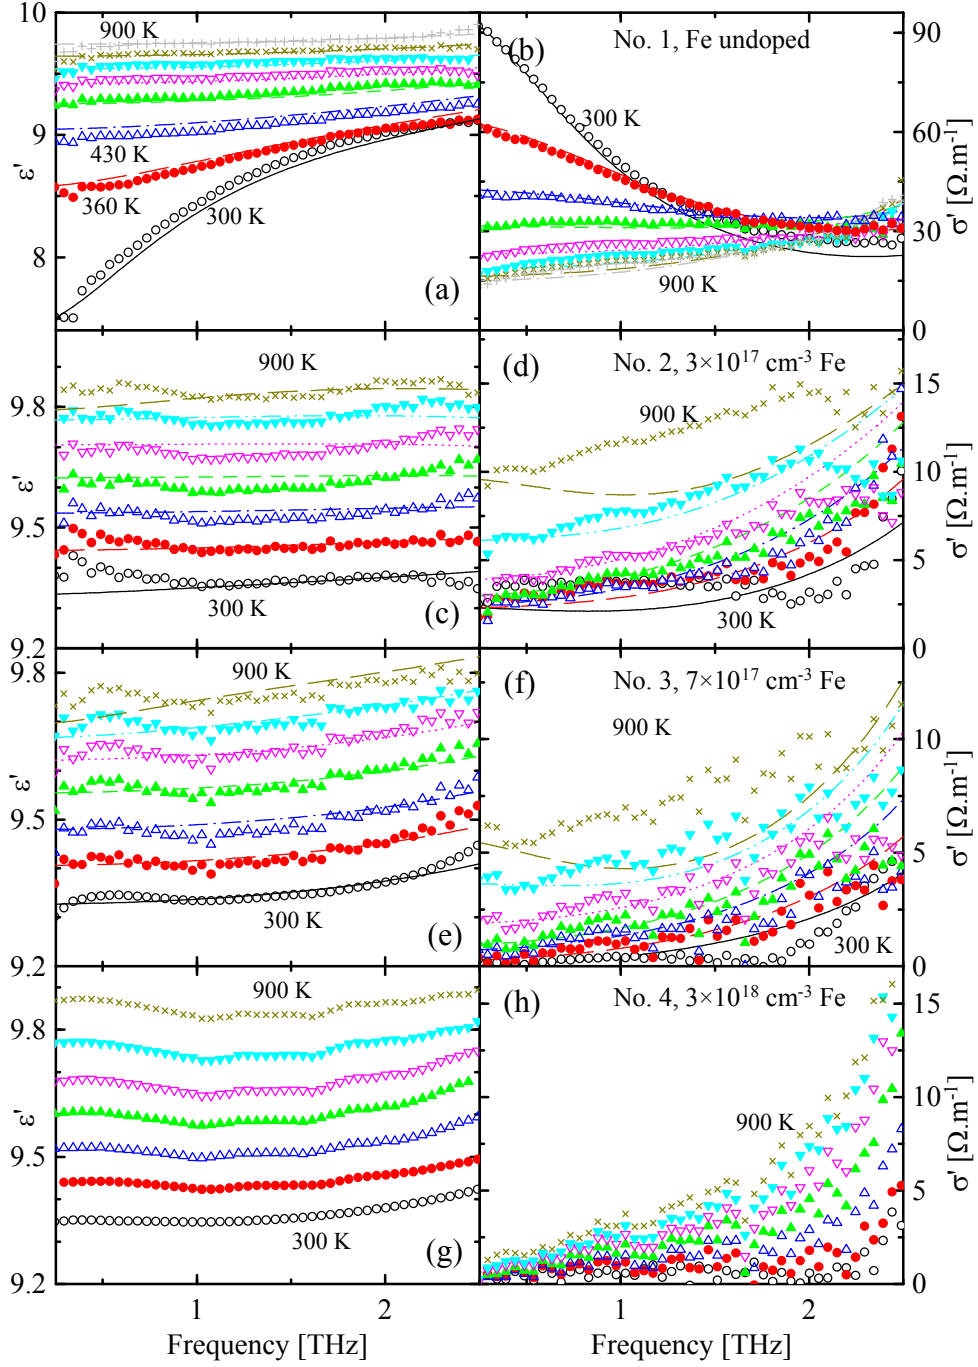 10
9
8
ε'
900 K
430 K
360 K
300 K
(a)
(b)
No. 1, Fe undoped
300 K
900 K
90
60
30
0
σ' [Ω.m⁻¹]
9.8
9.5
9.2
ε'
900 K
300 K
(c)
(d)
No. 2, 3×10¹⁷ cm⁻³ Fe
900 K
300 K
15
10
5
0
σ' [Ω.m⁻¹]
9.8
9.5
9.2
ε'
900 K
300 K
(e)
(f)
No. 3, 7×10¹⁷ cm⁻³ Fe
900 K
300 K
10
5
0
σ' [Ω.m⁻¹]
9.8
9.5
9.2
ε'
900 K
300 K
(g)
(h)
No. 4, 3×10¹⁸ cm⁻³ Fe
900 K
15
10
5
0
σ' [Ω.m⁻¹]
1
2
1
2
Frequency [THz]
Frequency [THz]